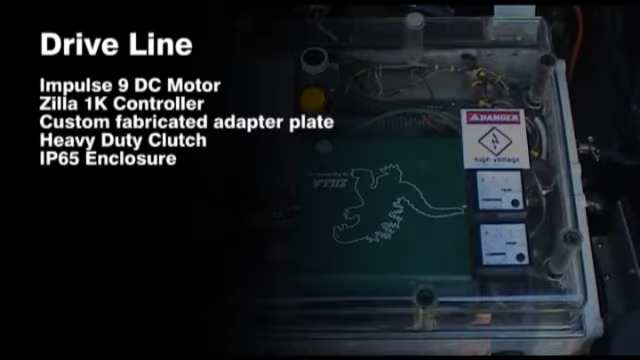 Drive Line
Impulse 9 DC Motor
Zilla 1K Controller
Custom fabricated adapter plate
Heavy Duty Clutch
IP65 Enclosure
DANGER
high voltage
ZILLA